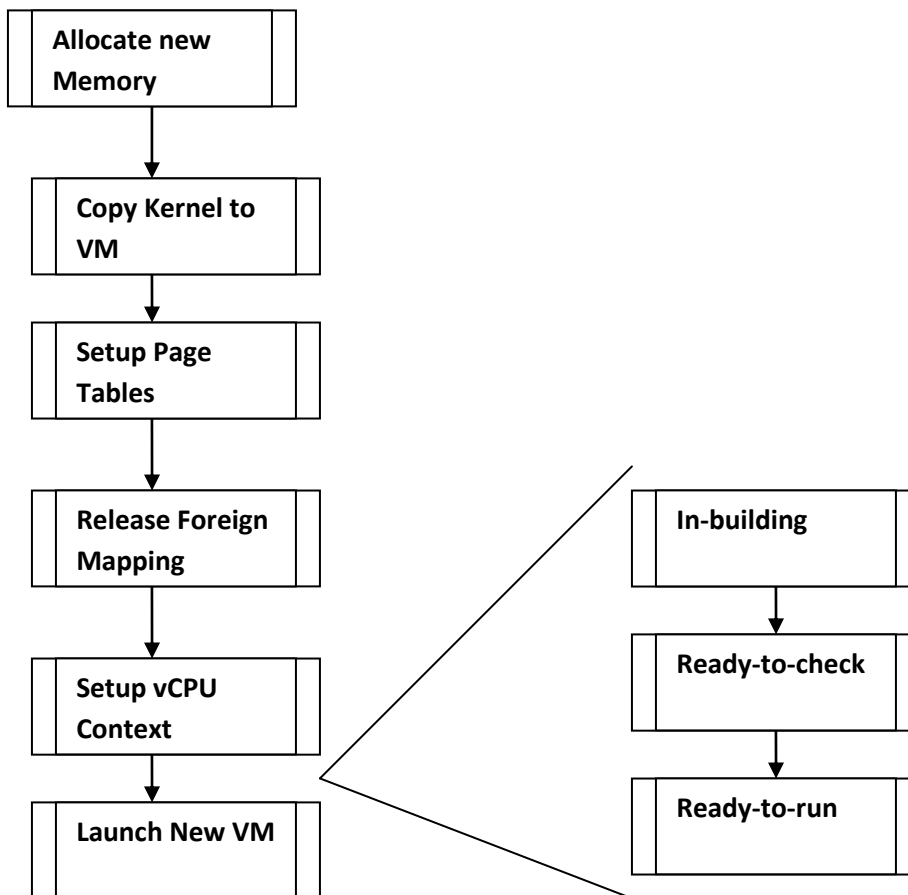 Allocate new
Memory
Copy Kernel to
VM
Setup Page
Tables
Release Foreign
Mapping
Setup vCPU
Context
Launch New VM
In-building
Ready-to-check
Ready-to-run